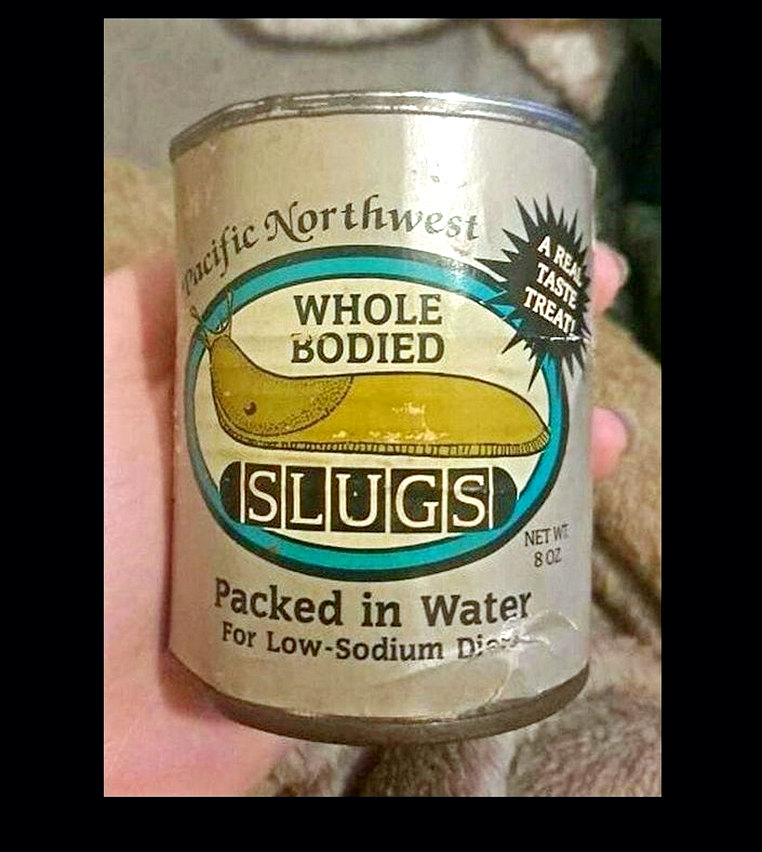 Pacific Northwest
WHOLE
BODIED
SLUGS
A REAL
TASTE
TREAT!
NET WT.
8 OZ
Packed in Water
For Low-Sodium